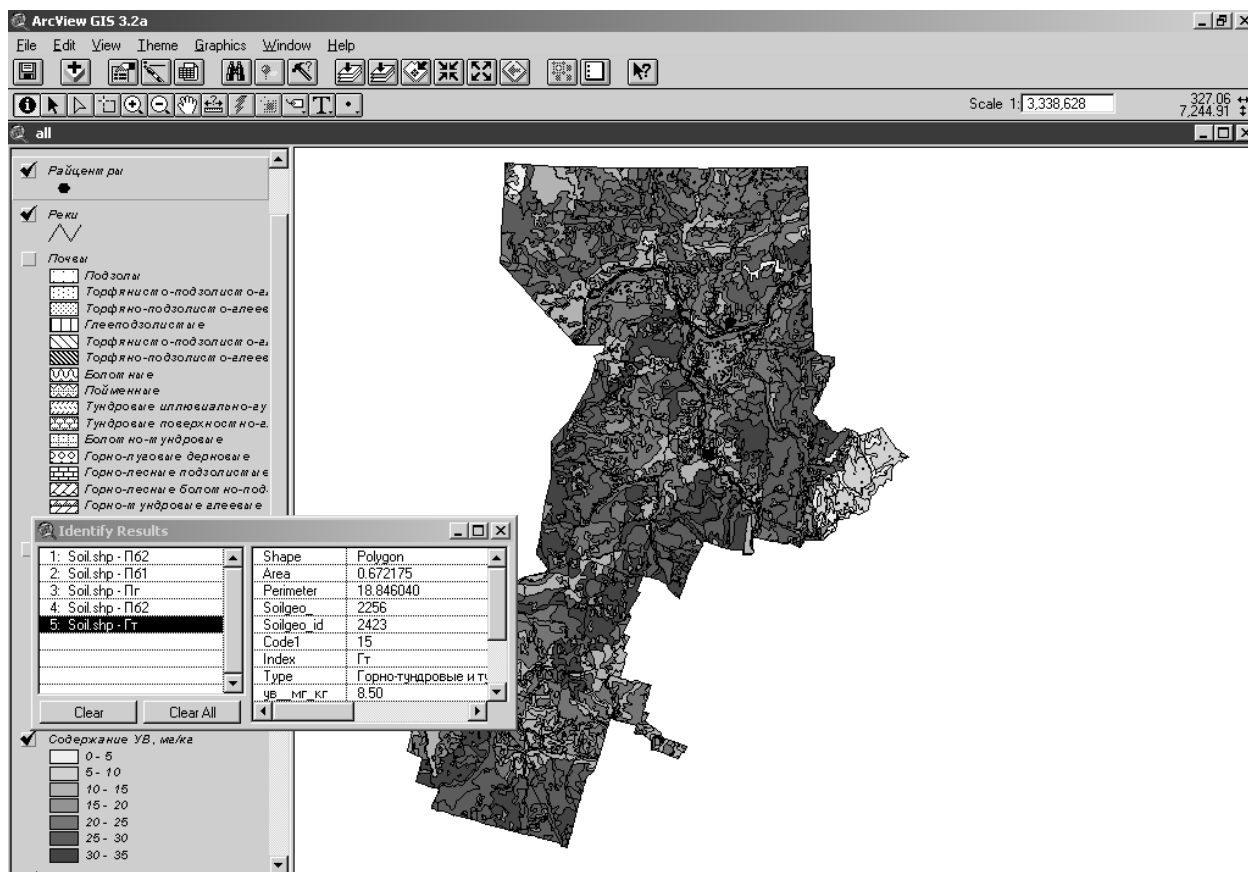 ArcView GIS 3.2a
File Edit View Theme Graphics Window Help
Scale 1: 3,338,628
327.06
7,244.91
all
Райцентры
Реки
Почвы
Подзолы
Торфянисто-подзолисто-гл
Торфяно-подзолисто-глеев
Глееподзолистые
Торфянисто-подзолисто-гл
Торфяно-подзолисто-глеев
Болотные
Пойменные
Тундровые иллювиально-гу
Тундровые поверхностно-г
Болотно-тундровые
Горно-луговые дерновые
Горно-лесные подзолистые
Горно-лесные болотно-под
Горно-тундровые глеевые
Identify Results
1: Soil.shp - Пб2
2: Soil.shp - Пб1
3: Soil.shp - Пг
4: Soil.shp - Пб2
5: Soil.shp - Гт
Shape Polygon
Area 0.672175
Perimeter 18.846040
Soilgeo_ 2256
Soilgeo_id 2423
Code1 15
Index Гт
Type Горно-тундровые и ту
ув__мг_кг 8.50
Clear Clear All
Содержание УВ, мг/кг
0 - 5
5 - 10
10 - 15
15 - 20
20 - 25
25 - 30
30 - 35